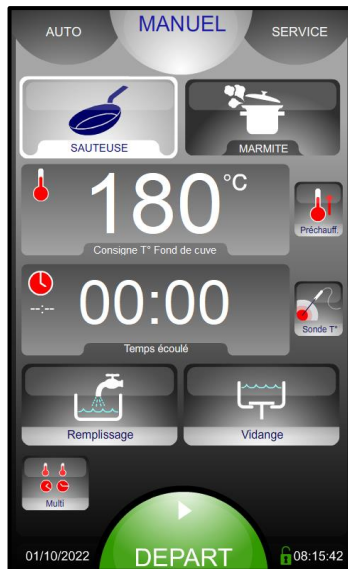 AUTO MANUEL SERVICE
SAUTEUSE MARMITE
180°C
Consigne T° Fond de cuve
Préchauff.
--:-- 00:00
Temps écoulé
Sonde T°
Remplissage Vidange
Multi
01/10/2022 DEPART 08:15:42